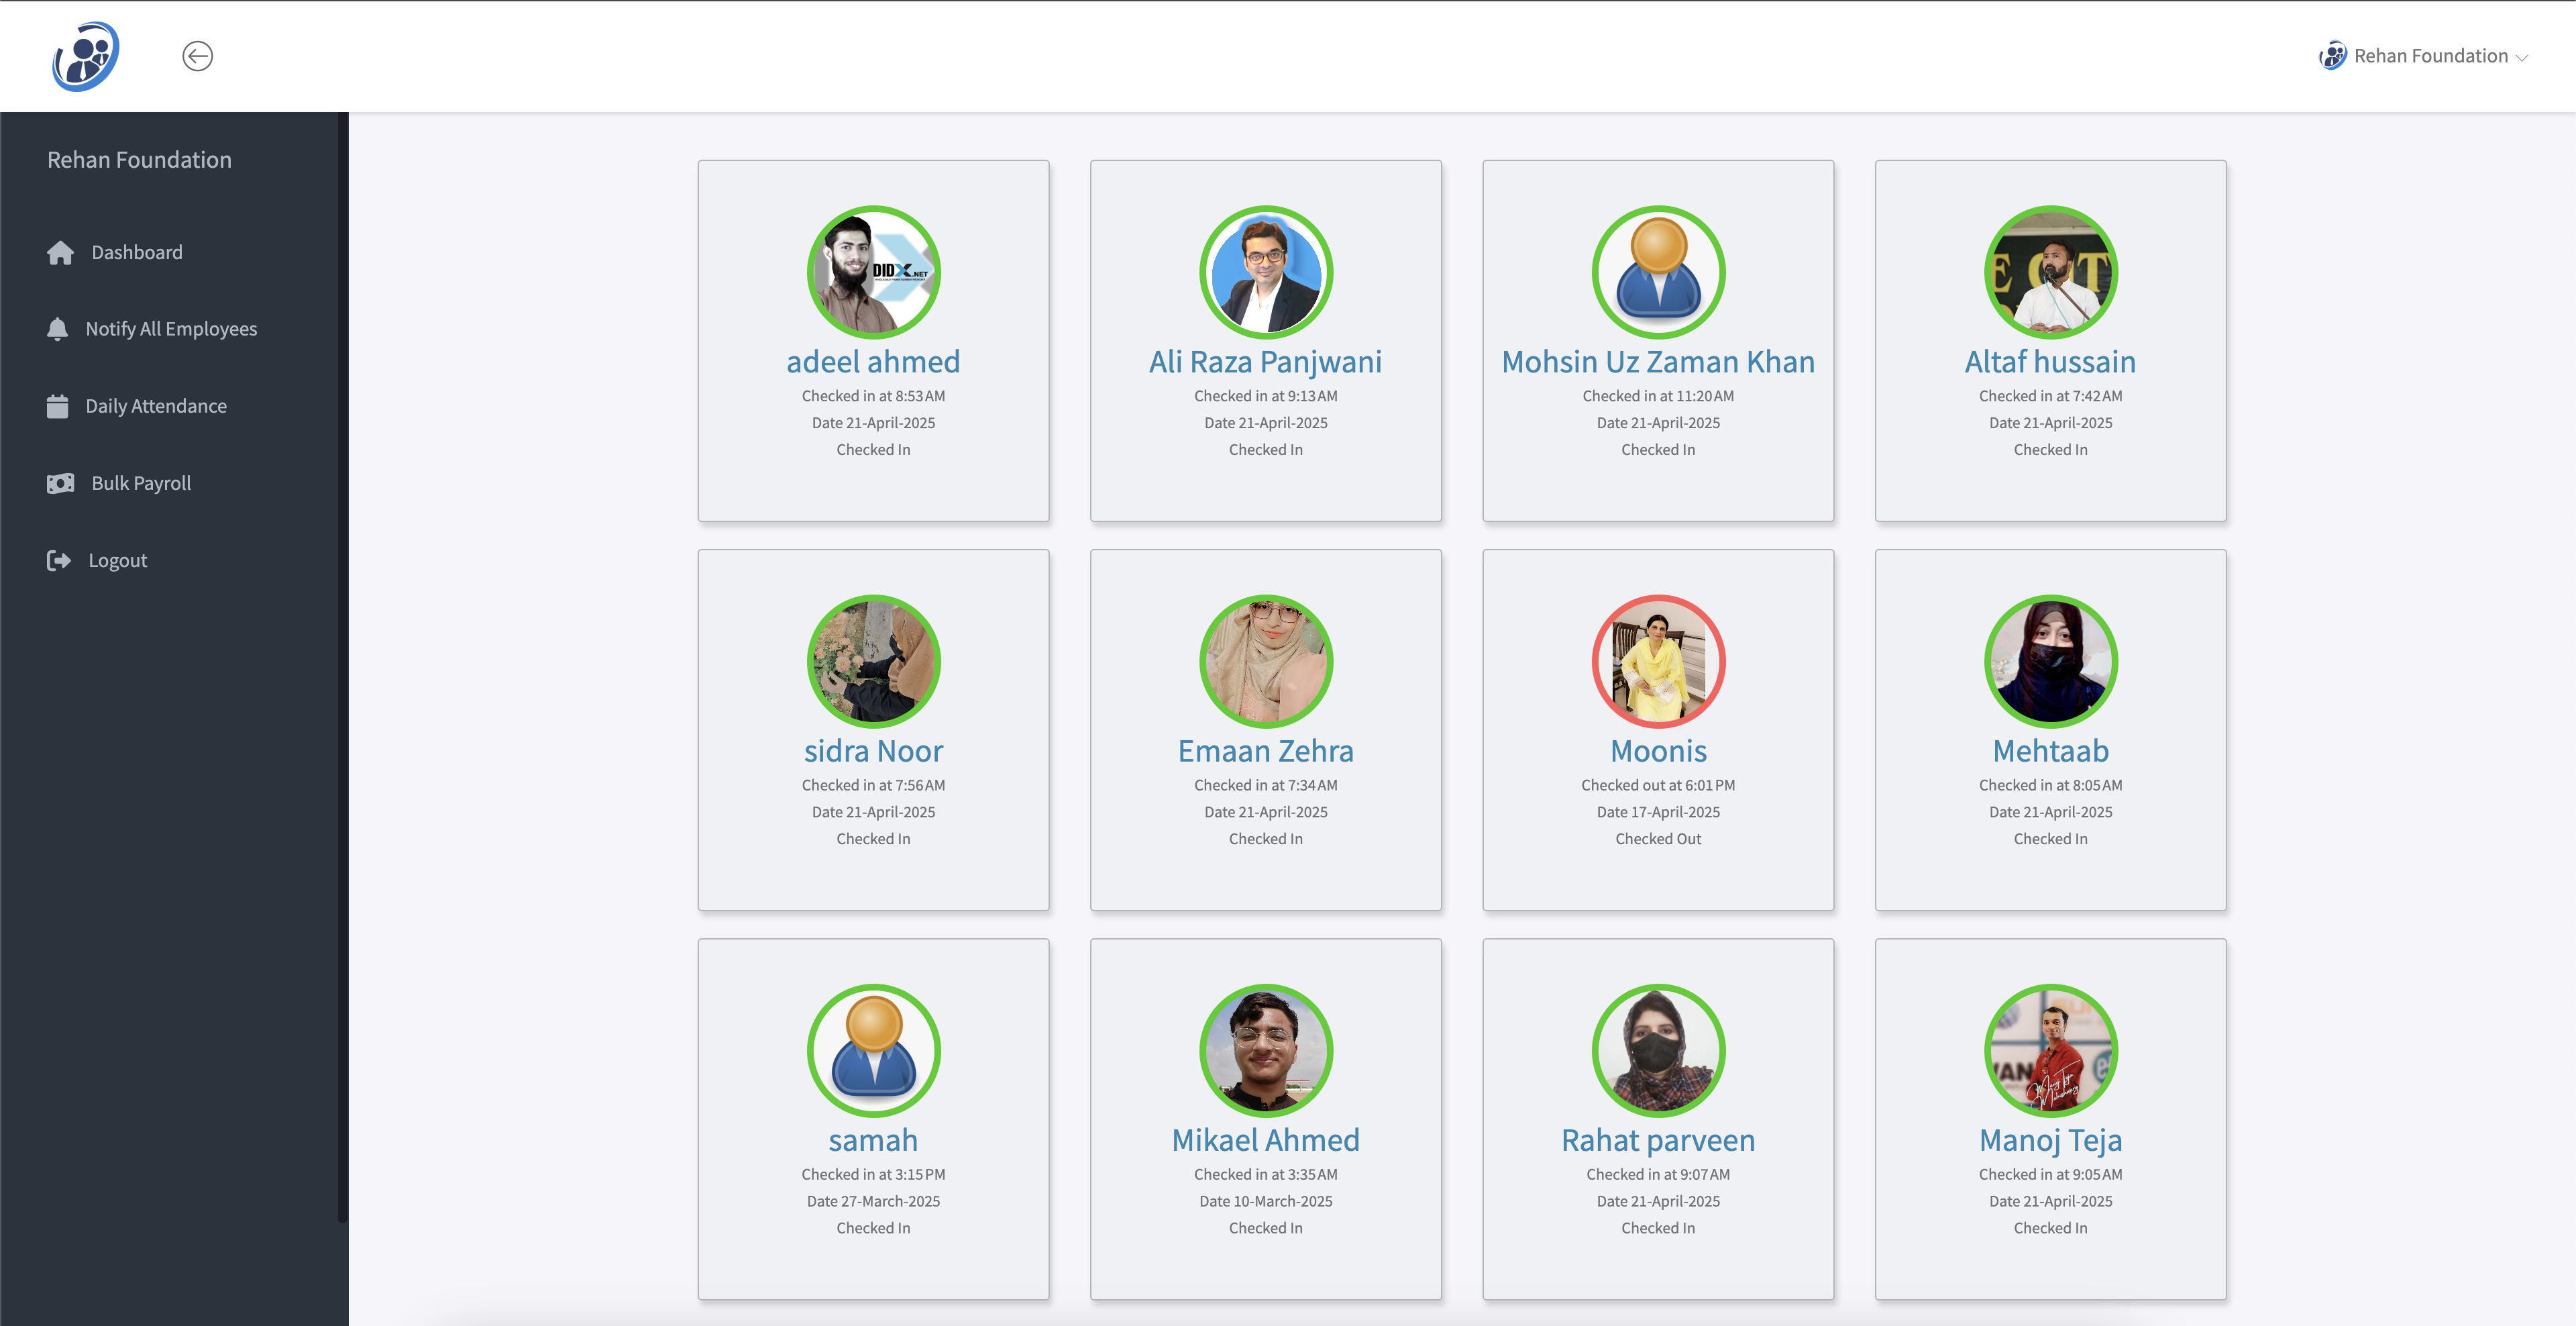 Rehan Foundation
Rehan Foundation
Dashboard
Notify All Employees
Daily Attendance
Bulk Payroll
Logout
DIDX.NET
adeel ahmed
Checked in at 8:53AM
Date 21-April-2025
Checked In
Ali Raza Panjwani
Checked in at 9:13AM
Date 21-April-2025
Checked In
Mohsin Uz Zaman Khan
Checked in at 11:20AM
Date 21-April-2025
Checked In
Altaf hussain
Checked in at 7:42AM
Date 21-April-2025
Checked In
sidra Noor
Checked in at 7:56AM
Date 21-April-2025
Checked In
Emaan Zehra
Checked in at 7:34AM
Date 21-April-2025
Checked In
Moonis
Checked out at 6:01PM
Date 17-April-2025
Checked Out
Mehtaab
Checked in at 8:05AM
Date 21-April-2025
Checked In
samah
Checked in at 3:15PM
Date 27-March-2025
Checked In
Mikael Ahmed
Checked in at 3:35AM
Date 10-March-2025
Checked In
Rahat parveen
Checked in at 9:07AM
Date 21-April-2025
Checked In
Manoj Teja
Checked in at 9:05AM
Date 21-April-2025
Checked In